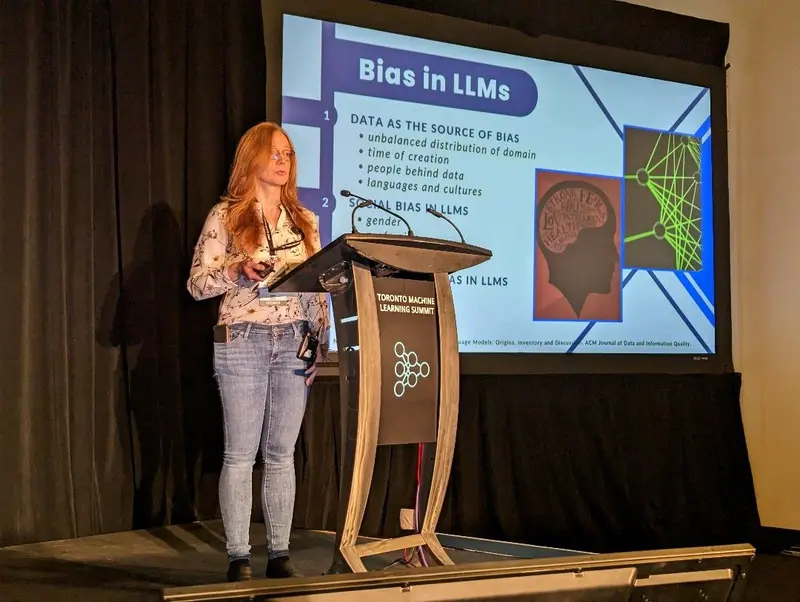 Bias in LLMs
1
DATA AS THE SOURCE OF BIAS
• unbalanced distribution of domain
• time of creation
• people behind data
• languages and cultures
2
SOCIAL BIAS IN LLMS
• gender
AS IN LLMS
uage Models: Origins, Inventory and Discussion. ACM Journal of Data and Information Quality.
TORONTO MACHINE
LEARNING SUMMIT